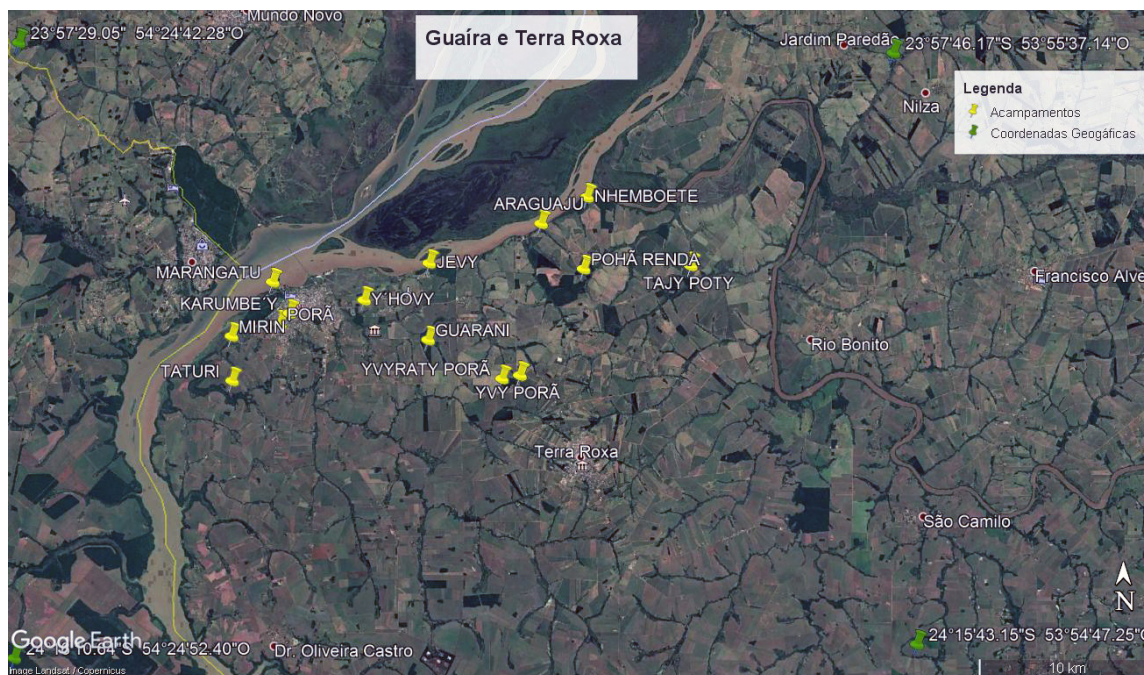 Mundo Novo
Guaíra e Terra Roxa
Jardim Paredão
23°57'29.05" 54°24'42.28"O
23°57'46.17"S 53°55'37.14"O
Legenda
Acampamentos
Coordenadas Geogáficas
Nilza
NHEMBOETE
ARAGUAJU
MARANGATU
JEVY
POHÃ RENDA
TAJY POTY
Francisco Alve
KARUMBE´Y
Y´HOVY
PORÃ
MIRIN
GUARANI
Rio Bonito
TATURI
YVYRATY PORÃ
YVY PORÃ
Terra Roxa
São Camilo
N
Google Earth
54°24'52.40"O
24°15'43.15"S 53°54'47.25"O
Dr. Oliveira Castro
Image Landsat / Copernicus
10 km